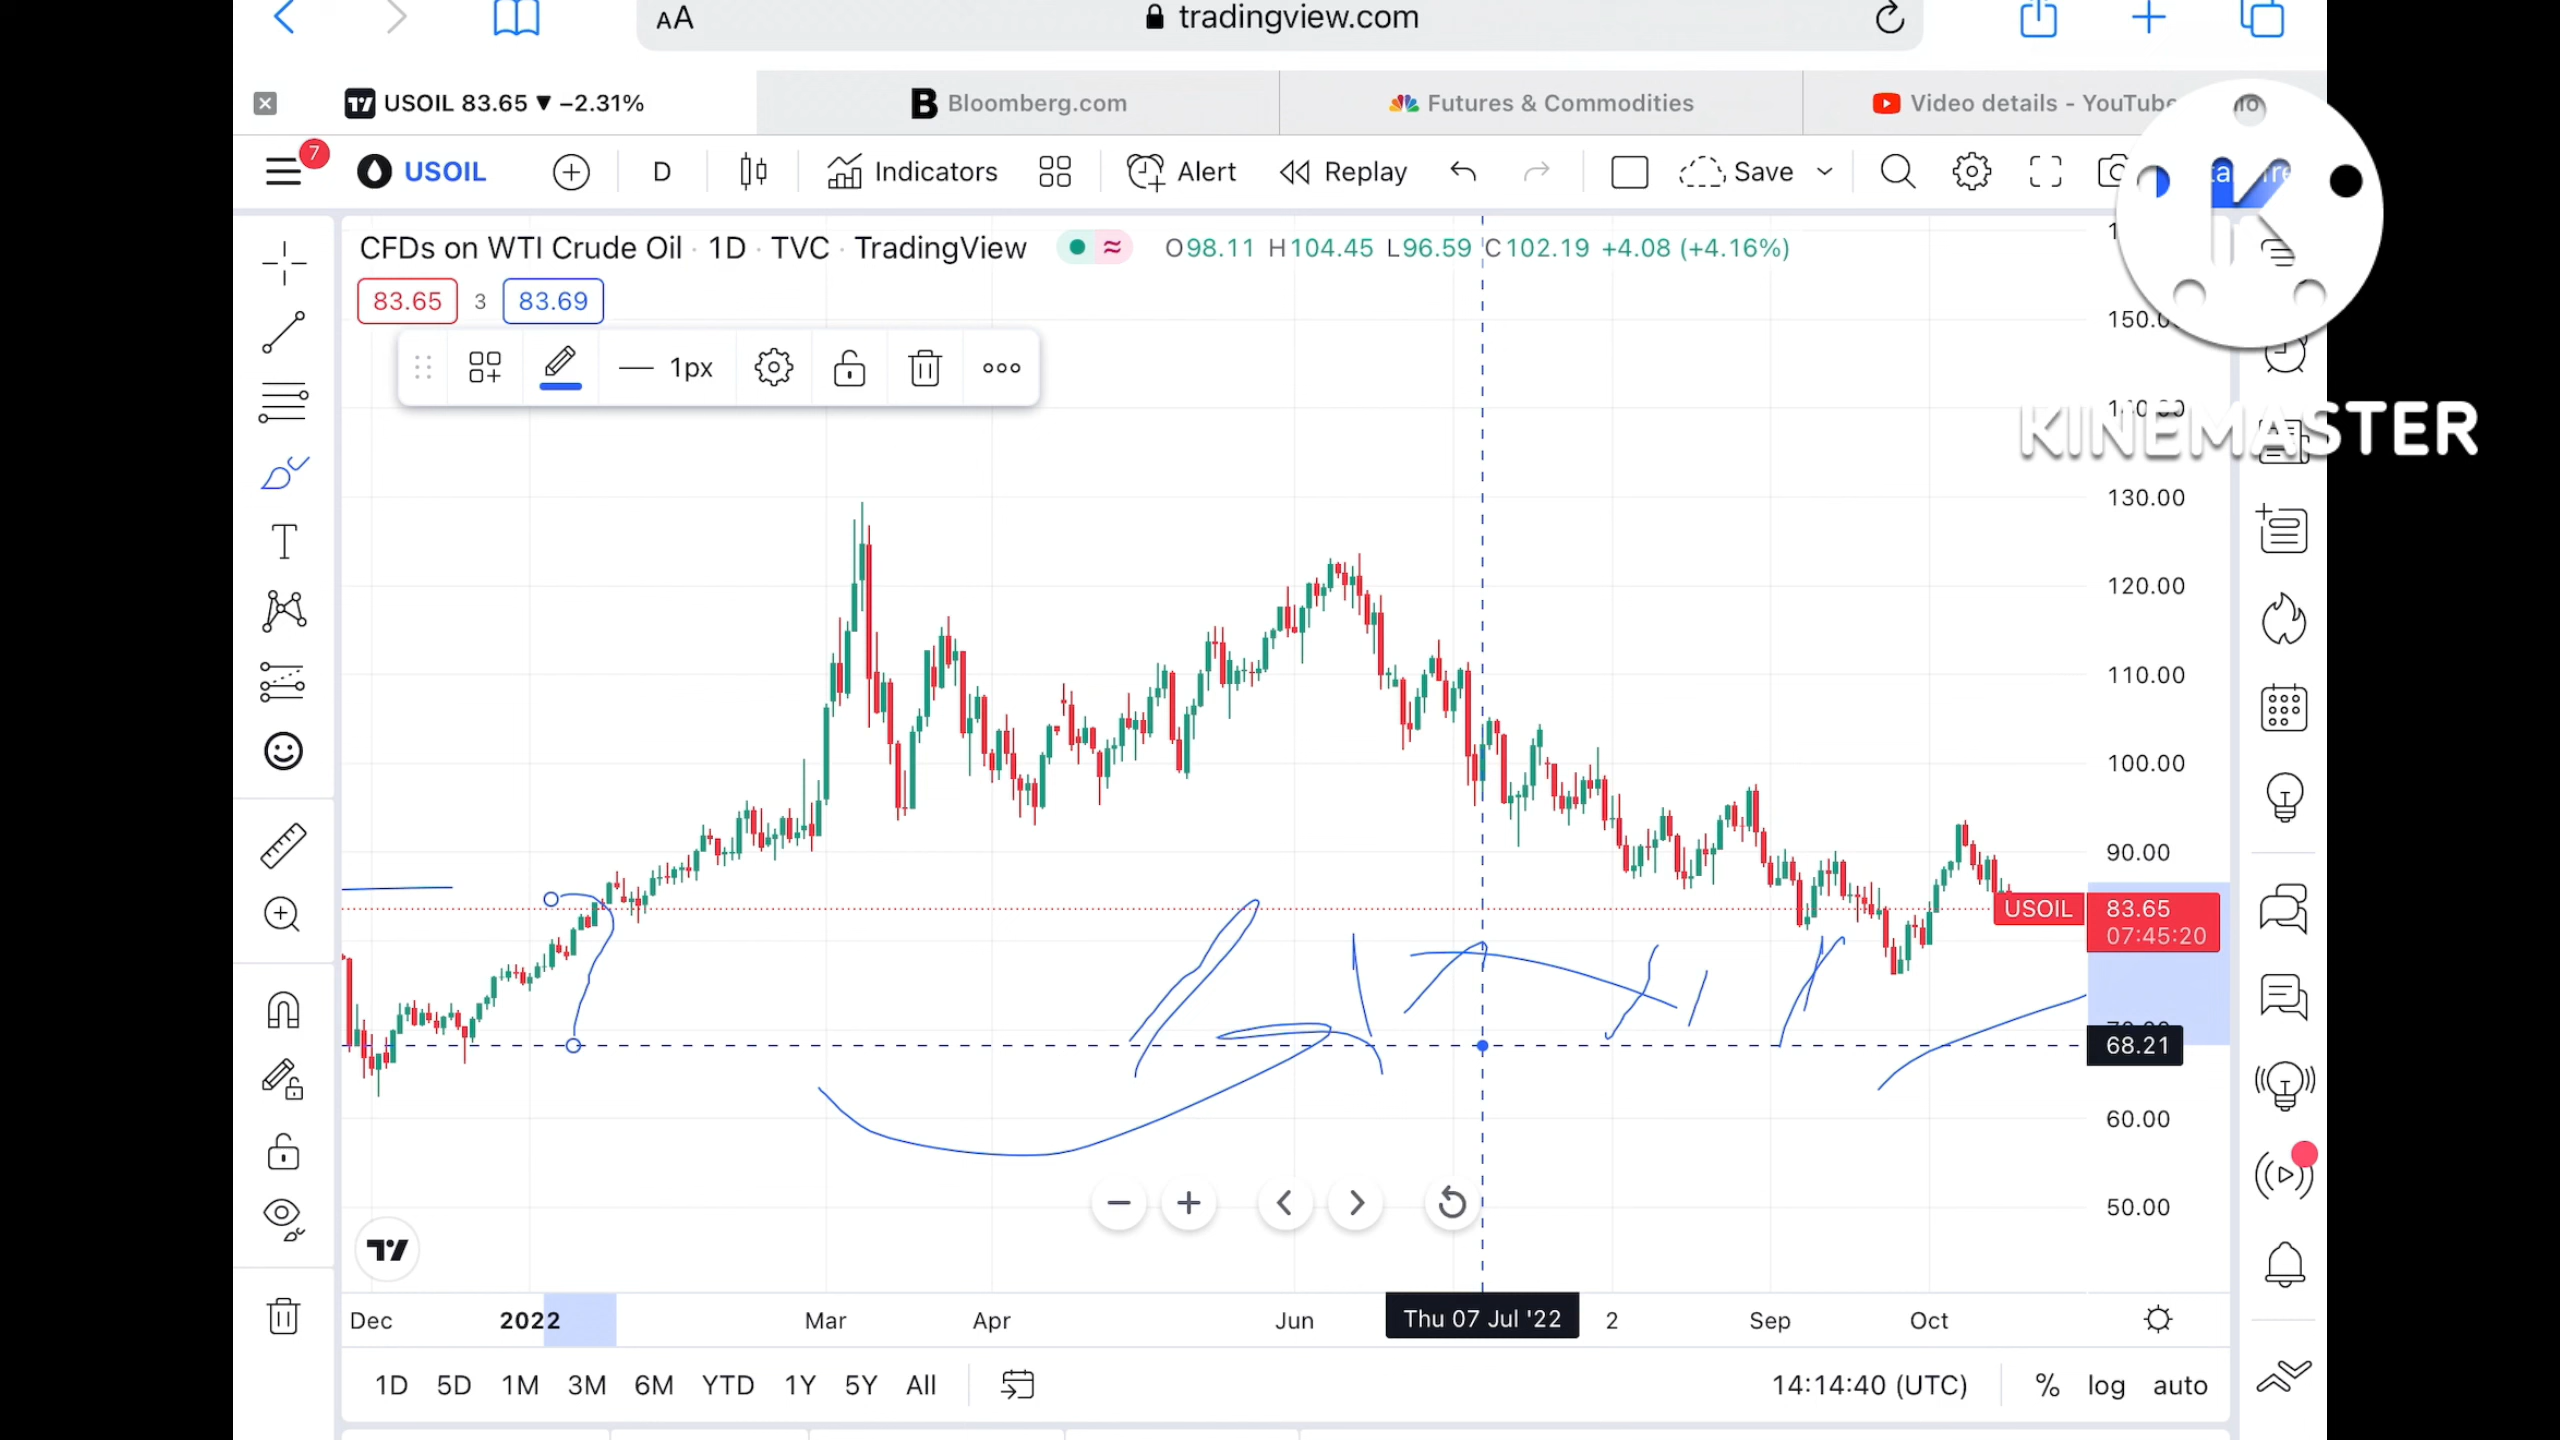 AA tradingview.com
USOIL 83.65 ▼ −2.31% Bloomberg.com Futures & Commodities Video details - YouTube
7 USOIL D Indicators Alert Replay Save
CFDs on WTI Crude Oil · 1D · TVC · TradingView O98.11 H104.45 L96.59 C102.19 +4.08 (+4.16%)
83.65 3 83.69
150.0
1px
KINEMASTER
130.00
120.00
110.00
100.00
90.00
USOIL 83.65
07:45:20
68.21
60.00
50.00
Dec 2022 Mar Apr Jun Thu 07 Jul '22 2 Sep Oct
1D 5D 1M 3M 6M YTD 1Y 5Y All 14:14:40 (UTC) % log auto